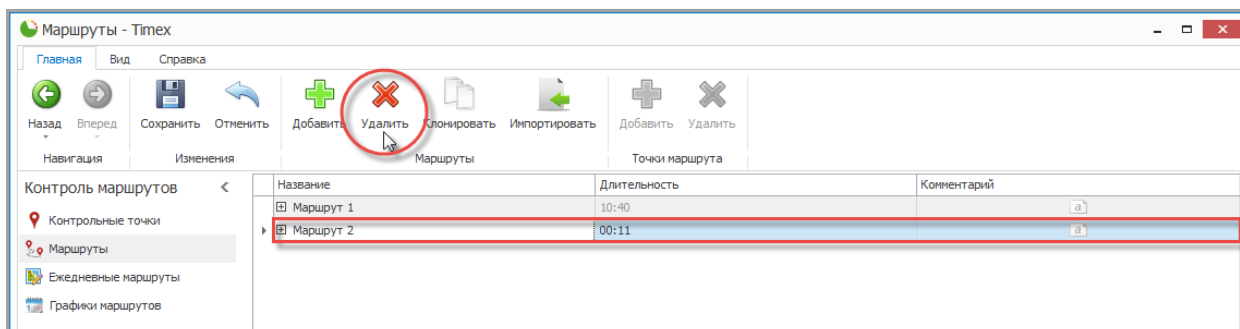 Маршруты - Timex
Главная Вид Справка
Назад Вперед Сохранить Отменить Добавить Удалить Клонировать Импортировать Добавить Удалить
Навигация Изменения Маршруты Точки маршрута
Контроль маршрутов Название Длительность Комментарий
Маршрут 1 10:40 a
Контрольные точки
Маршрут 2 00:11 a
Маршруты
Ежедневные маршруты
Графики маршрутов